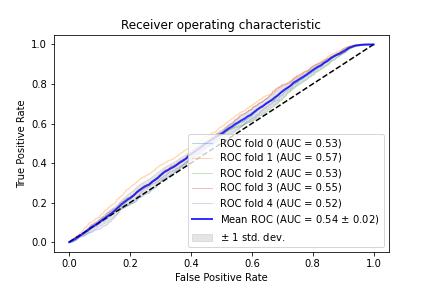 Receiver operating characteristic
True Positive Rate
1.0
0.8
0.6
0.4
0.2
0.0
ROC fold 0 (AUC = 0.53)
ROC fold 1 (AUC = 0.57)
ROC fold 2 (AUC = 0.53)
ROC fold 3 (AUC = 0.55)
ROC fold 4 (AUC = 0.52)
Mean ROC (AUC = 0.54 ± 0.02)
± 1 std. dev.
0.0 0.2 0.4 0.6 0.8 1.0
False Positive Rate